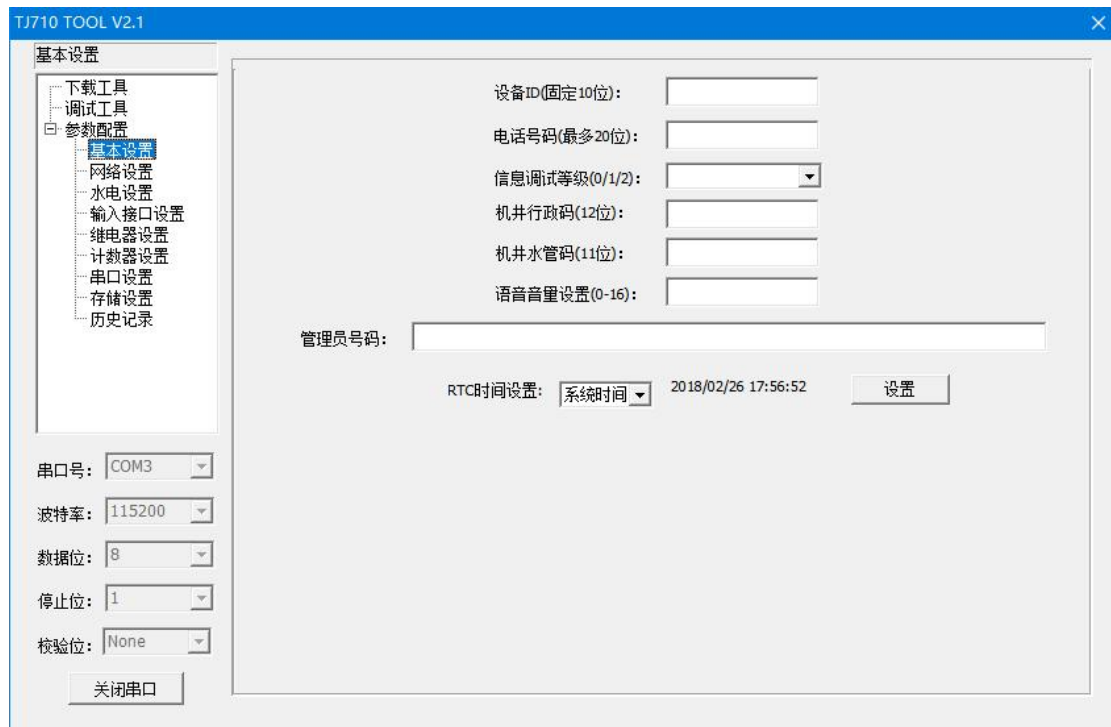 TJ710 TOOL V2.1
基本设置
下载工具
调试工具
参数配置
基本设置
网络设置
水电设置
输入接口设置
继电器设置
计数器设置
串口设置
存储设置
历史记录
串口号: COM3
波特率: 115200
数据位: 8
停止位: 1
校验位: None
关闭串口
设备ID(固定10位):
电话号码(最多20位):
信息调试等级(0/1/2):
机井行政码(12位):
机井水管码(11位):
语音音量设置(0-16):
管理员号码:
RTC时间设置: 系统时间 2018/02/26 17:56:52 设置